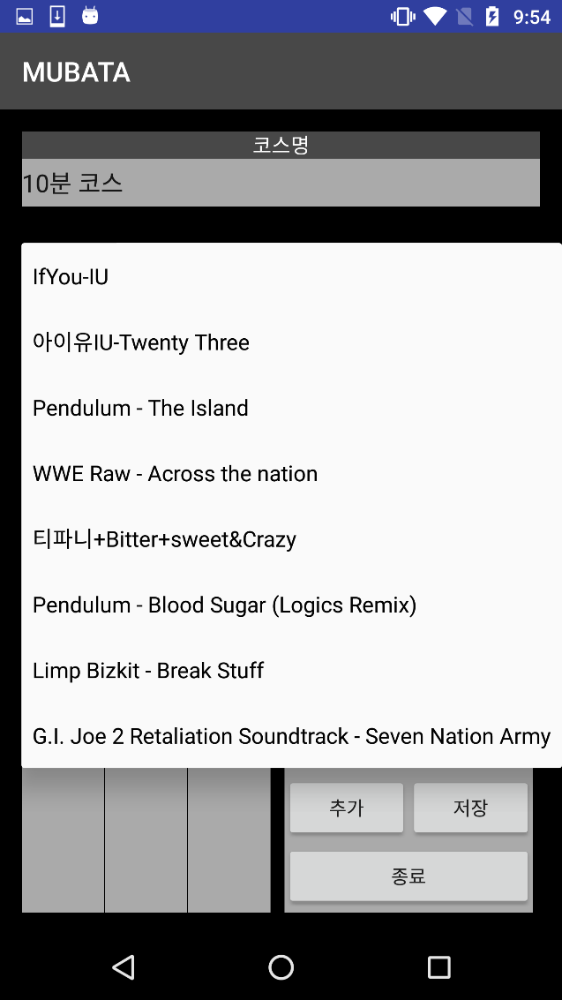 9:54
MUBATA
코스명
10분 코스
IfYou-IU
아이유IU-Twenty Three
Pendulum - The Island
WWE Raw - Across the nation
티파니+Bitter+sweet&Crazy
Pendulum - Blood Sugar (Logics Remix)
Limp Bizkit - Break Stuff
G.I. Joe 2 Retaliation Soundtrack - Seven Nation Army
추가 저장
종료